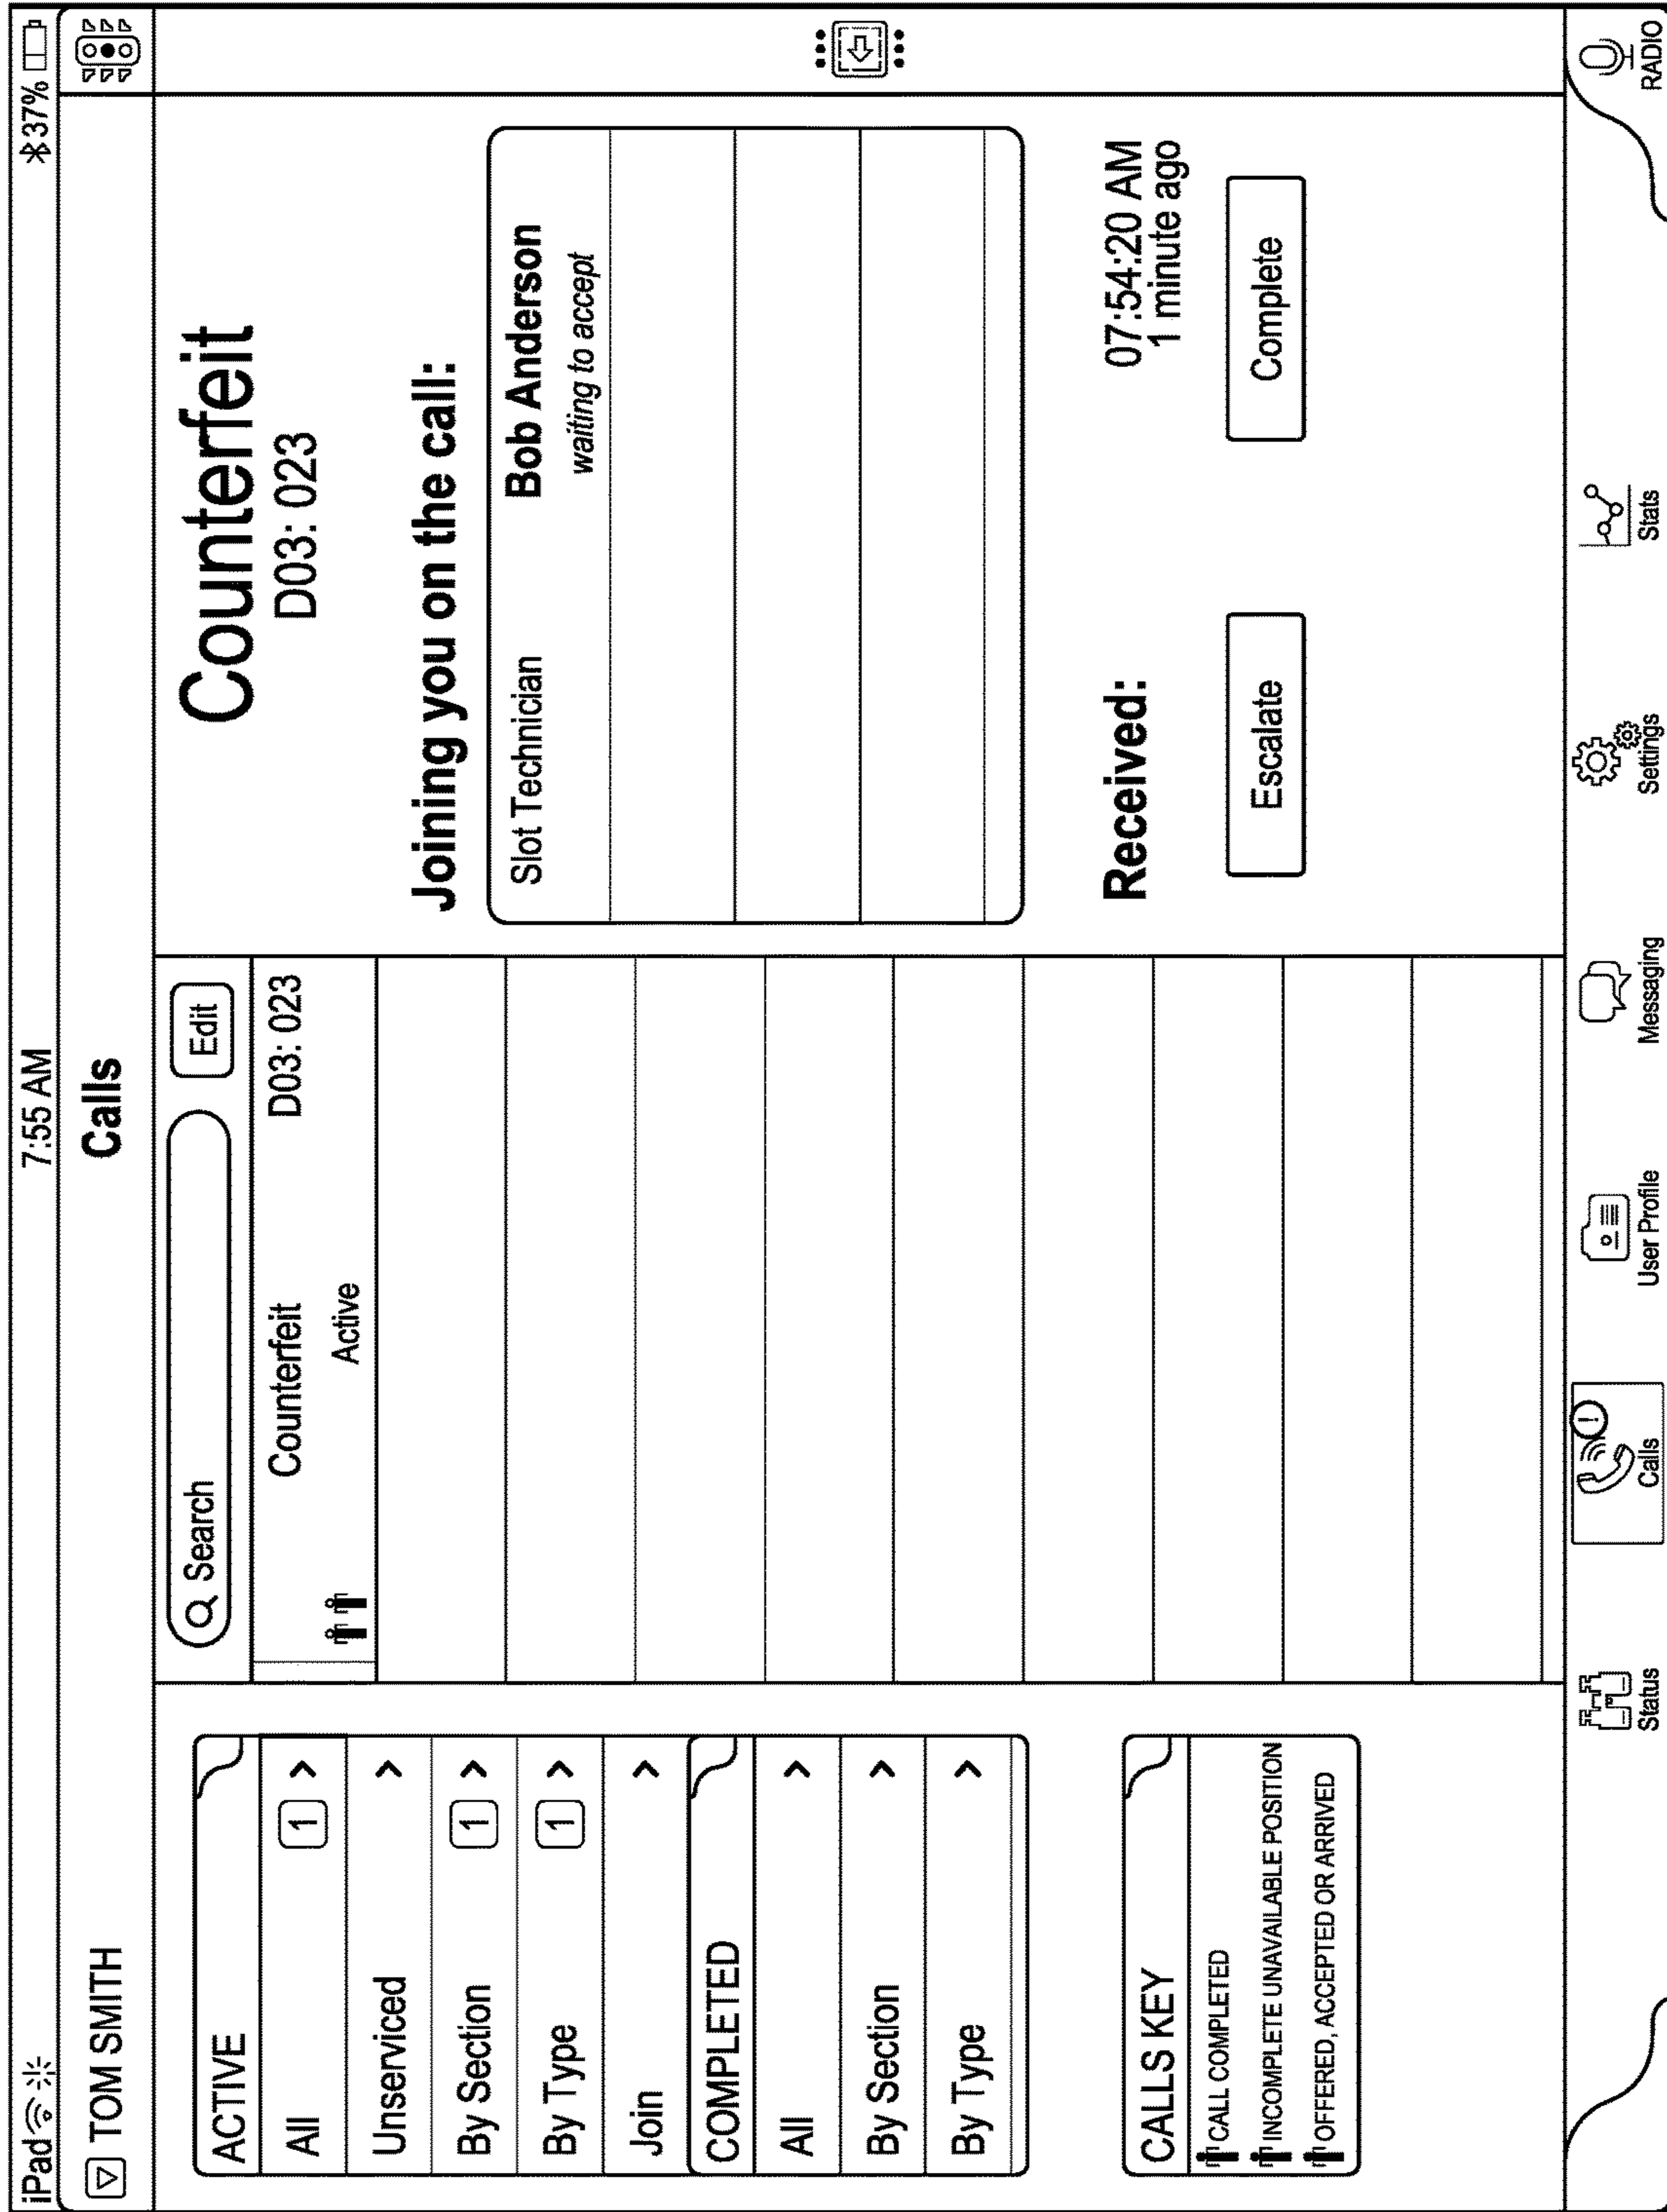 iPad 7:55 AM 37%
TOM SMITH Calls
ACTIVE
All 1 >
Unserviced >
By Section 1 >
By Type 1 >
Join >
COMPLETED
All >
By Section >
By Type >
CALLS KEY
CALL COMPLETED
INCOMPLETE UNAVAILABLE POSITION
OFFERED, ACCEPTED OR ARRIVED
Search Edit
Counterfeit D03: 023
Active
Counterfeit
D03: 023
Joining you on the call:
Slot Technician Bob Anderson
waiting to accept
Received: 07:54:20 AM
1 minute ago
Escalate Complete
Status Calls User Profile Messaging Settings Stats RADIO